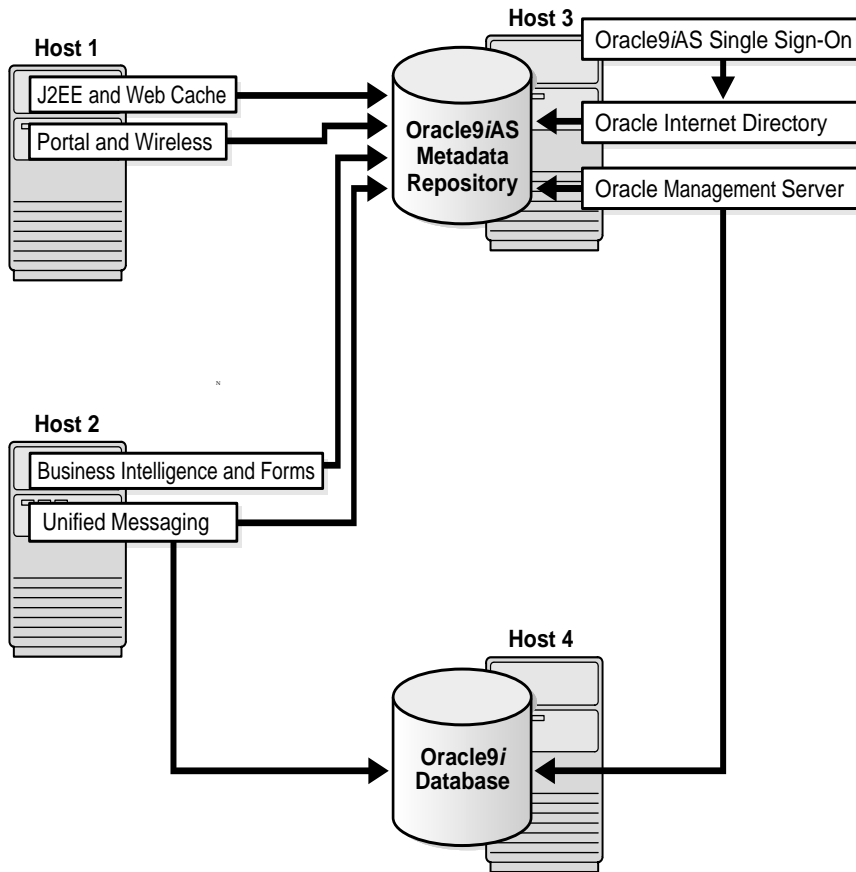 Host 1
J2EE and Web Cache
Portal and Wireless
Host 3
Oracle9iAS Single Sign-On
Oracle Internet Directory
Oracle Management Server
Oracle9iAS
Metadata
Repository
N
Host 2
Business Intelligence and Forms
Unified Messaging
Host 4
Oracle9i
Database